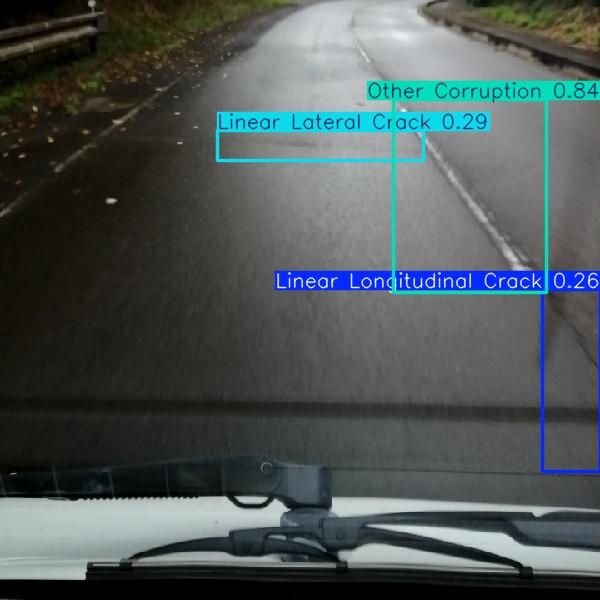 Other Corruption 0.84
Linear Lateral Crack 0.29
Linear Longitudinal Crack 0.26